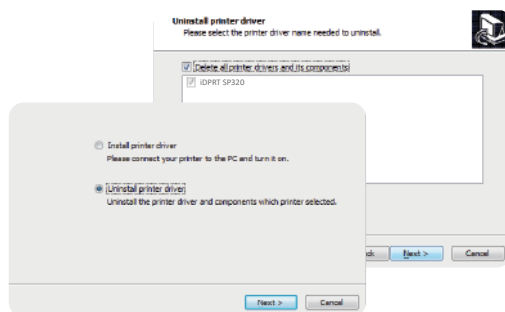 Uninstall printer driver
Please select the printer driver name needed to uninstall.
Delete all printer drivers and its components
iDPRT SP320
Install printer driver
Please connect your printer to the PC and turn it on.
Uninstall printer driver
Uninstall the printer driver and components which printer selected.
ck
Next >
Cancel
Next >
Cancel